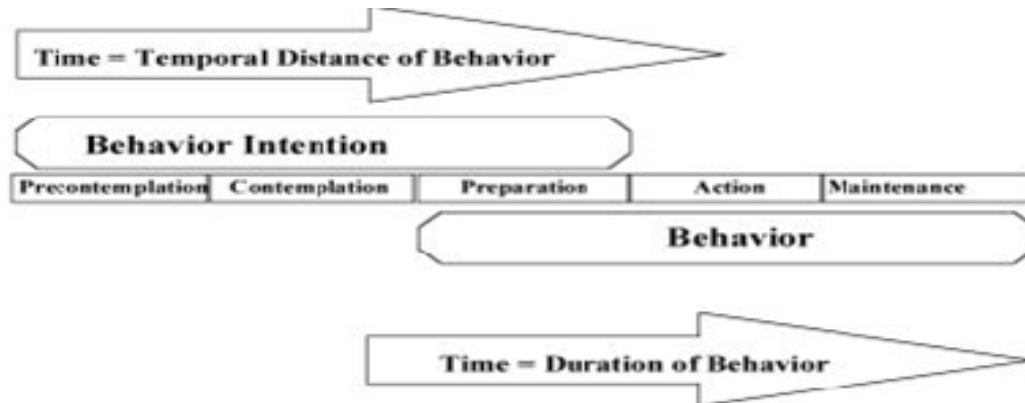 Time = Temporal Distance of Behavior
Behavior Intention
Precontemplation Contemplation Preparation Action Maintenance
Behavior
Time = Duration of Behavior